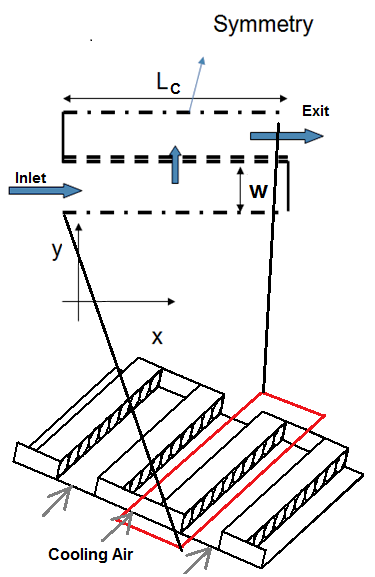 Symmetry
Lc
Exit
Inlet
W
y
x
Cooling Air